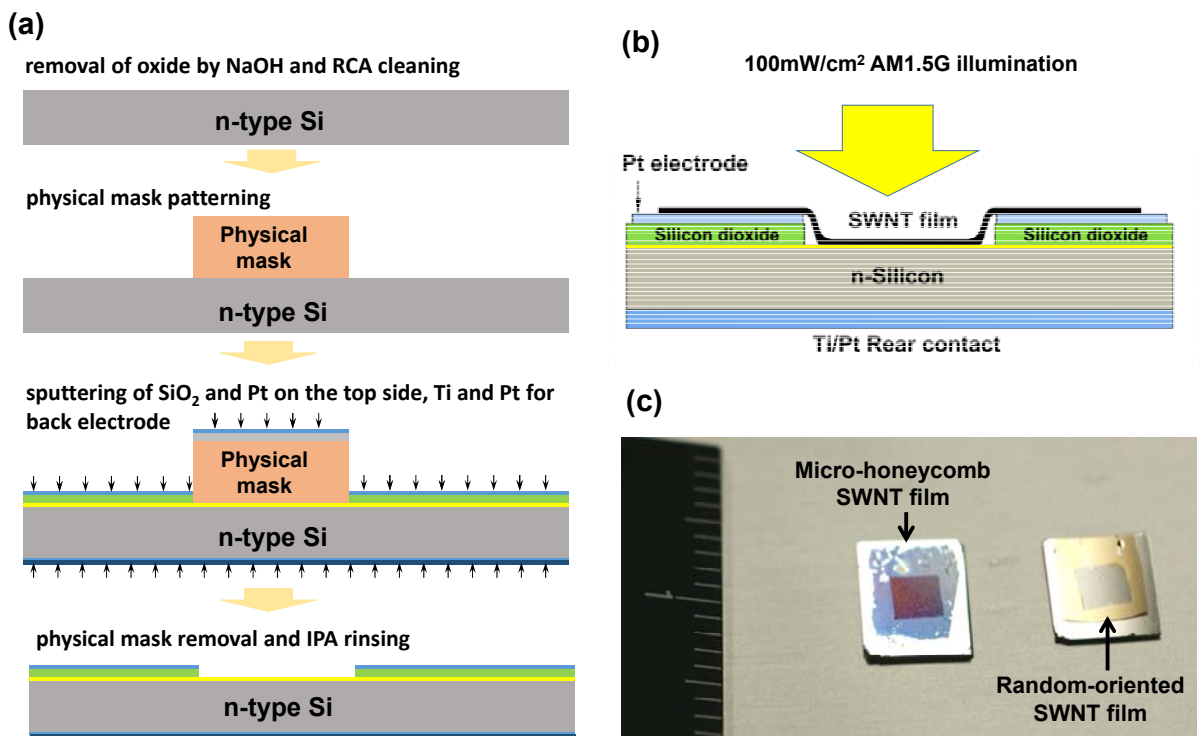 (a)
removal of oxide by NaOH and RCA cleaning
n-type Si
physical mask patterning
Physical
mask
n-type Si
sputtering of SiO₂ and Pt on the top side, Ti and Pt for
back electrode
Physical
mask
n-type Si
physical mask removal and IPA rinsing
n-type Si
(b)
100mW/cm² AM1.5G illumination
Pt electrode
SWNT film
Silicon dioxide
Silicon dioxide
n-Silicon
Ti/Pt Rear contact
(c)
Micro-honeycomb
SWNT film
1
Random-oriented
SWNT film